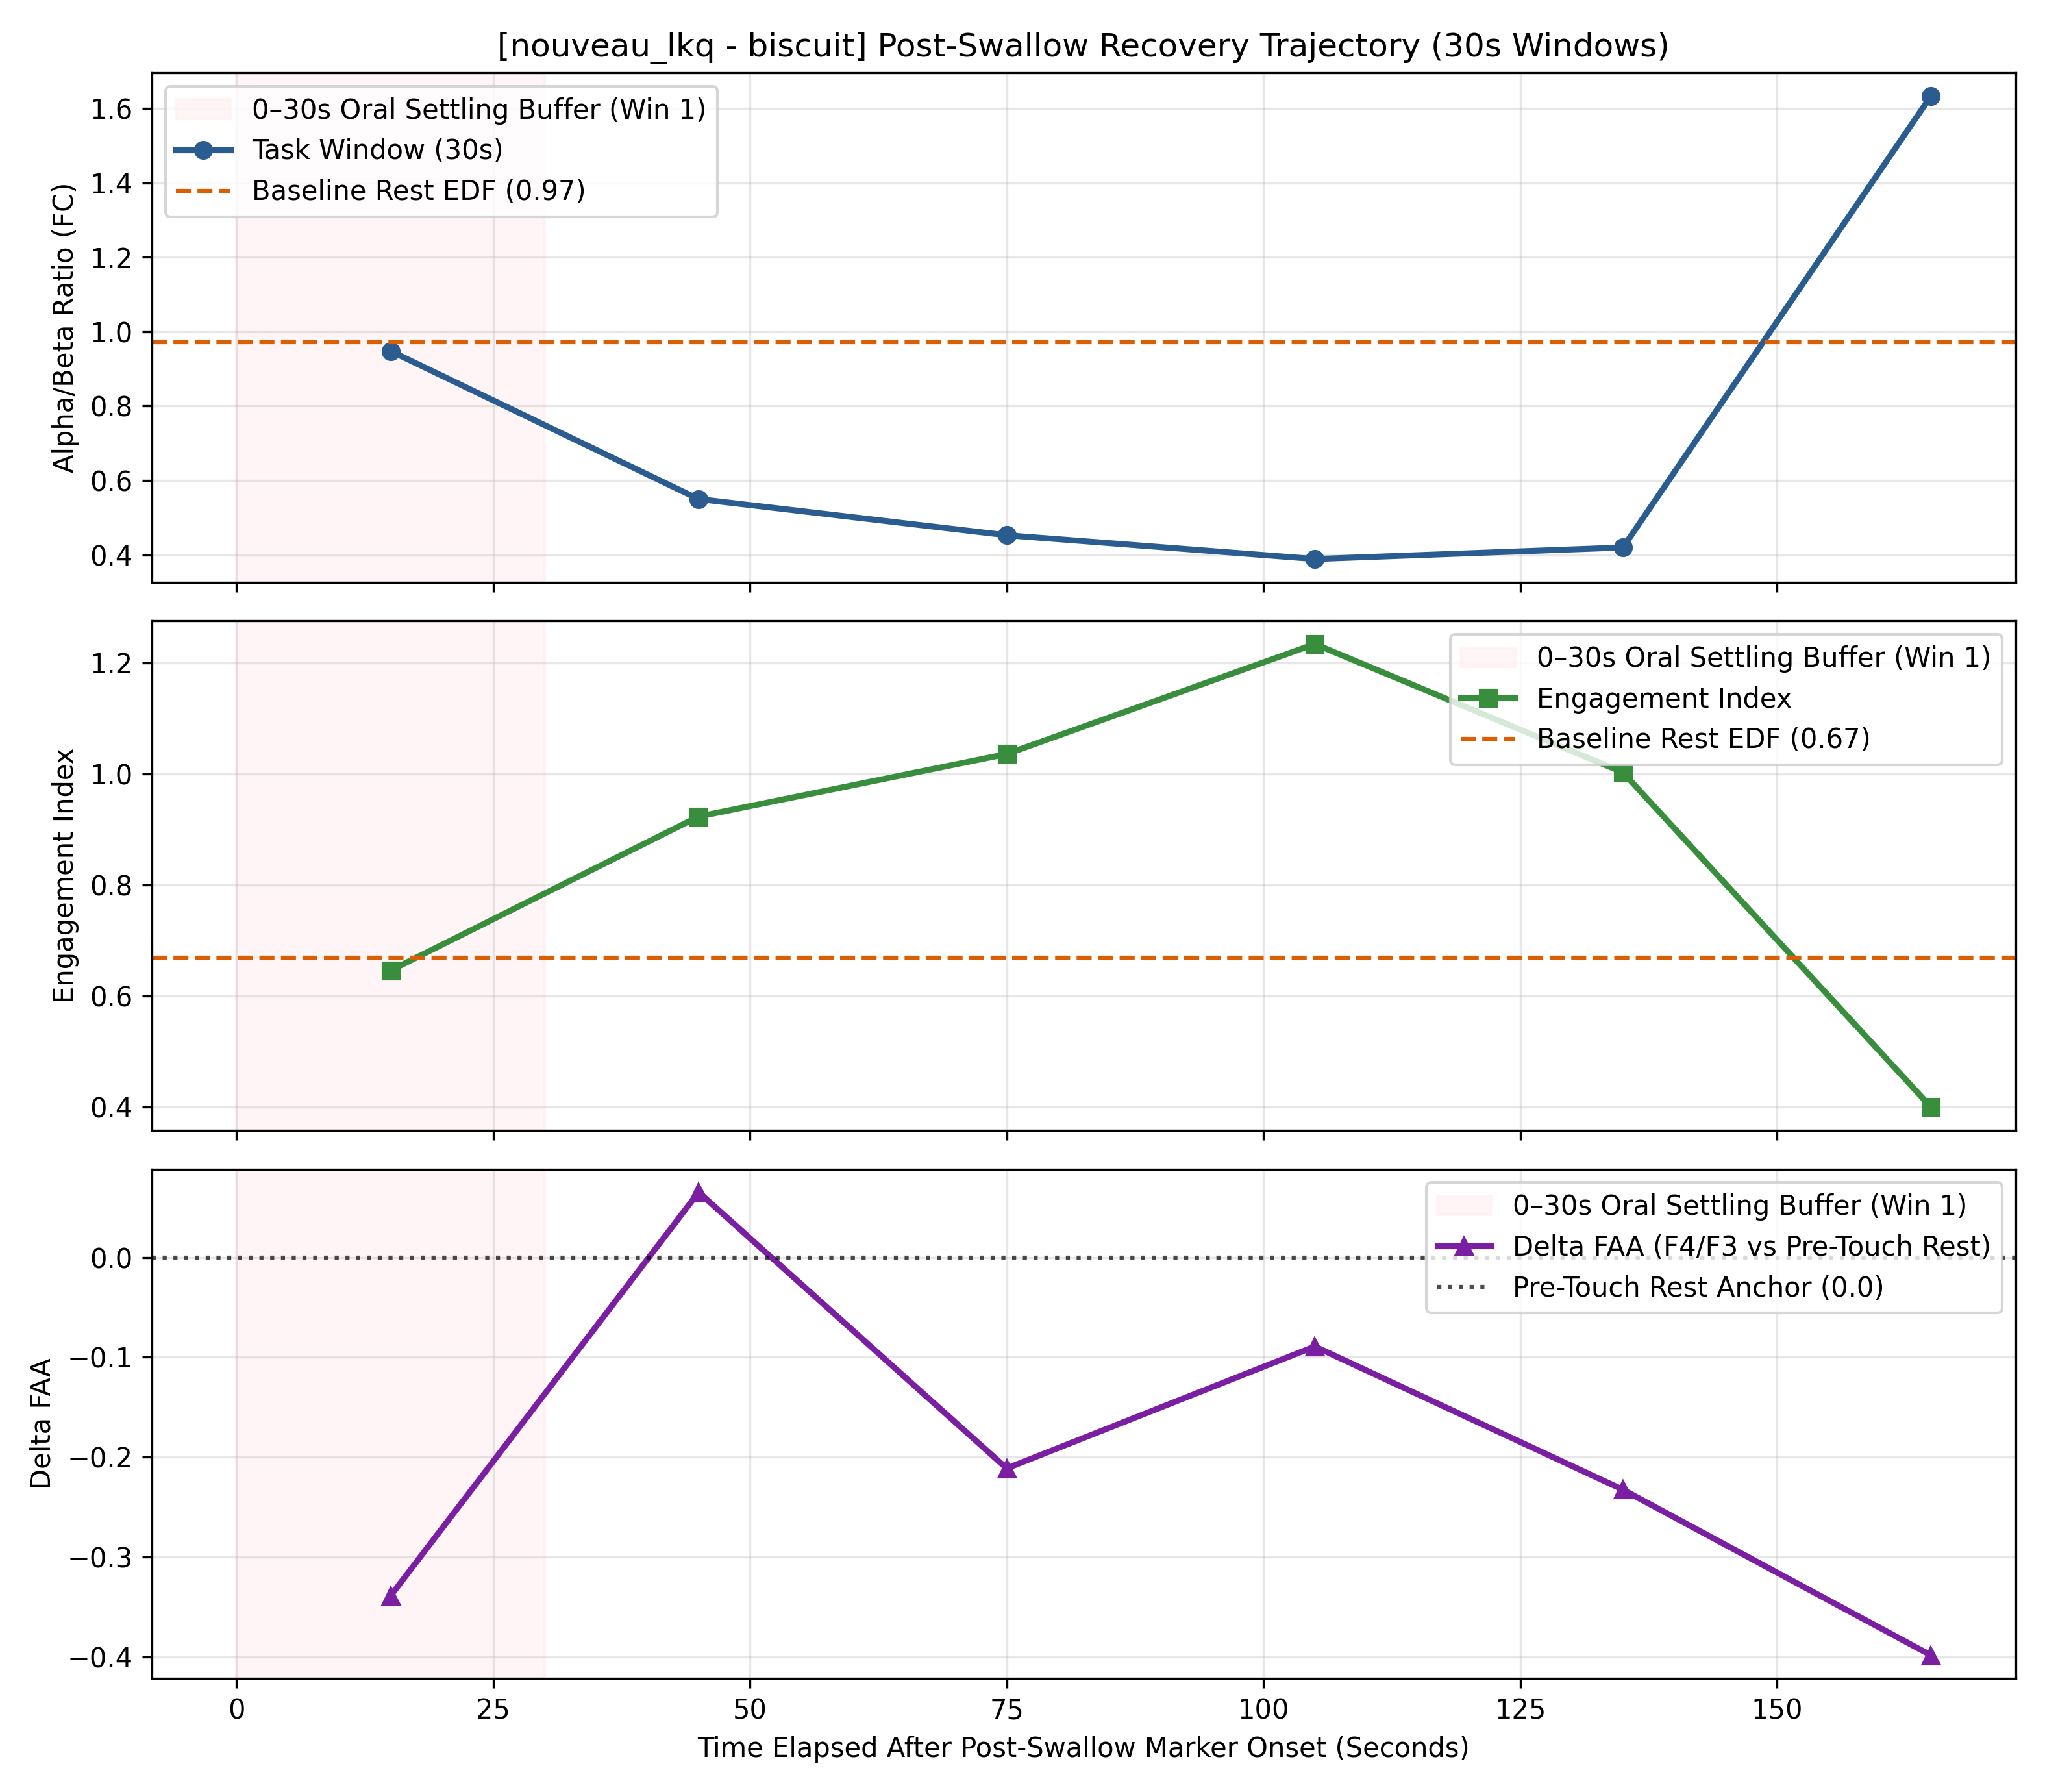 [nouveau_lkq - biscuit] Post-Swallow Recovery Trajectory (30s Windows)
0–30s Oral Settling Buffer (Win 1)
Task Window (30s)
Baseline Rest EDF (0.97)
Alpha/Beta Ratio (FC)
1.6
1.4
1.2
1.0
0.8
0.6
0.4
0–30s Oral Settling Buffer (Win 1)
Engagement Index
Baseline Rest EDF (0.67)
Engagement Index
1.2
1.0
0.8
0.6
0.4
0–30s Oral Settling Buffer (Win 1)
Delta FAA (F4/F3 vs Pre-Touch Rest)
Pre-Touch Rest Anchor (0.0)
Delta FAA
0.0
−0.1
−0.2
−0.3
−0.4
0 25 50 75 100 125 150
Time Elapsed After Post-Swallow Marker Onset (Seconds)